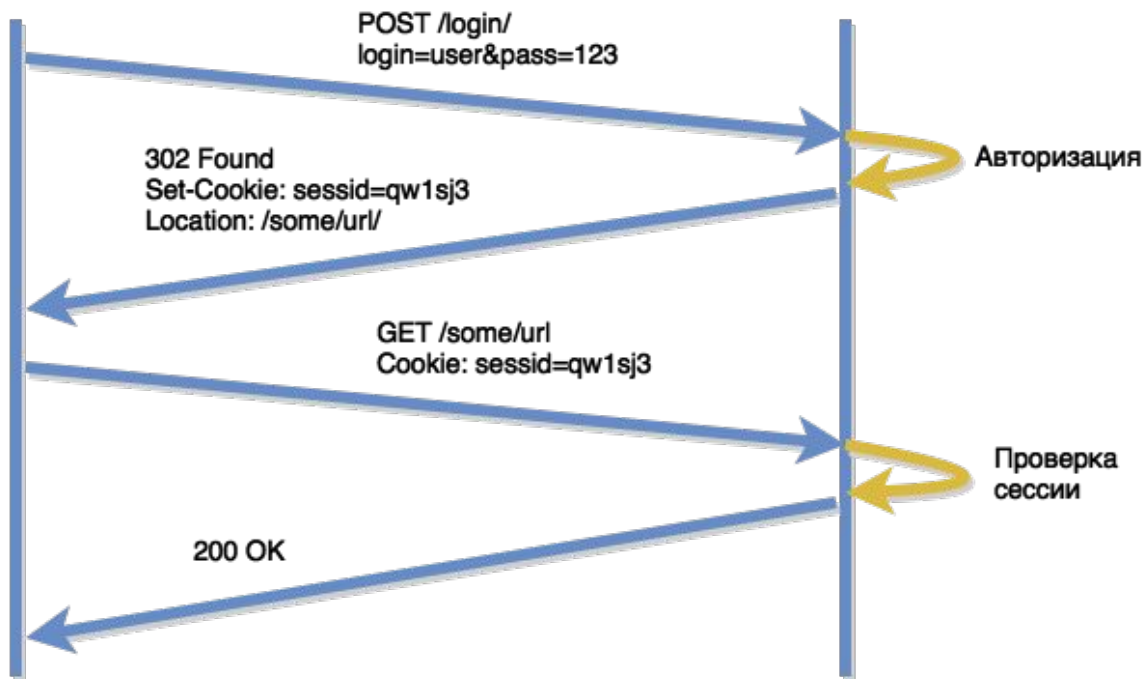 POST /login/
login=user&pass=123
Авторизация
302 Found
Set-Cookie: sessid=qw1sj3
Location: /some/url/
GET /some/url
Cookie: sessid=qw1sj3
Проверка
сессии
200 OK